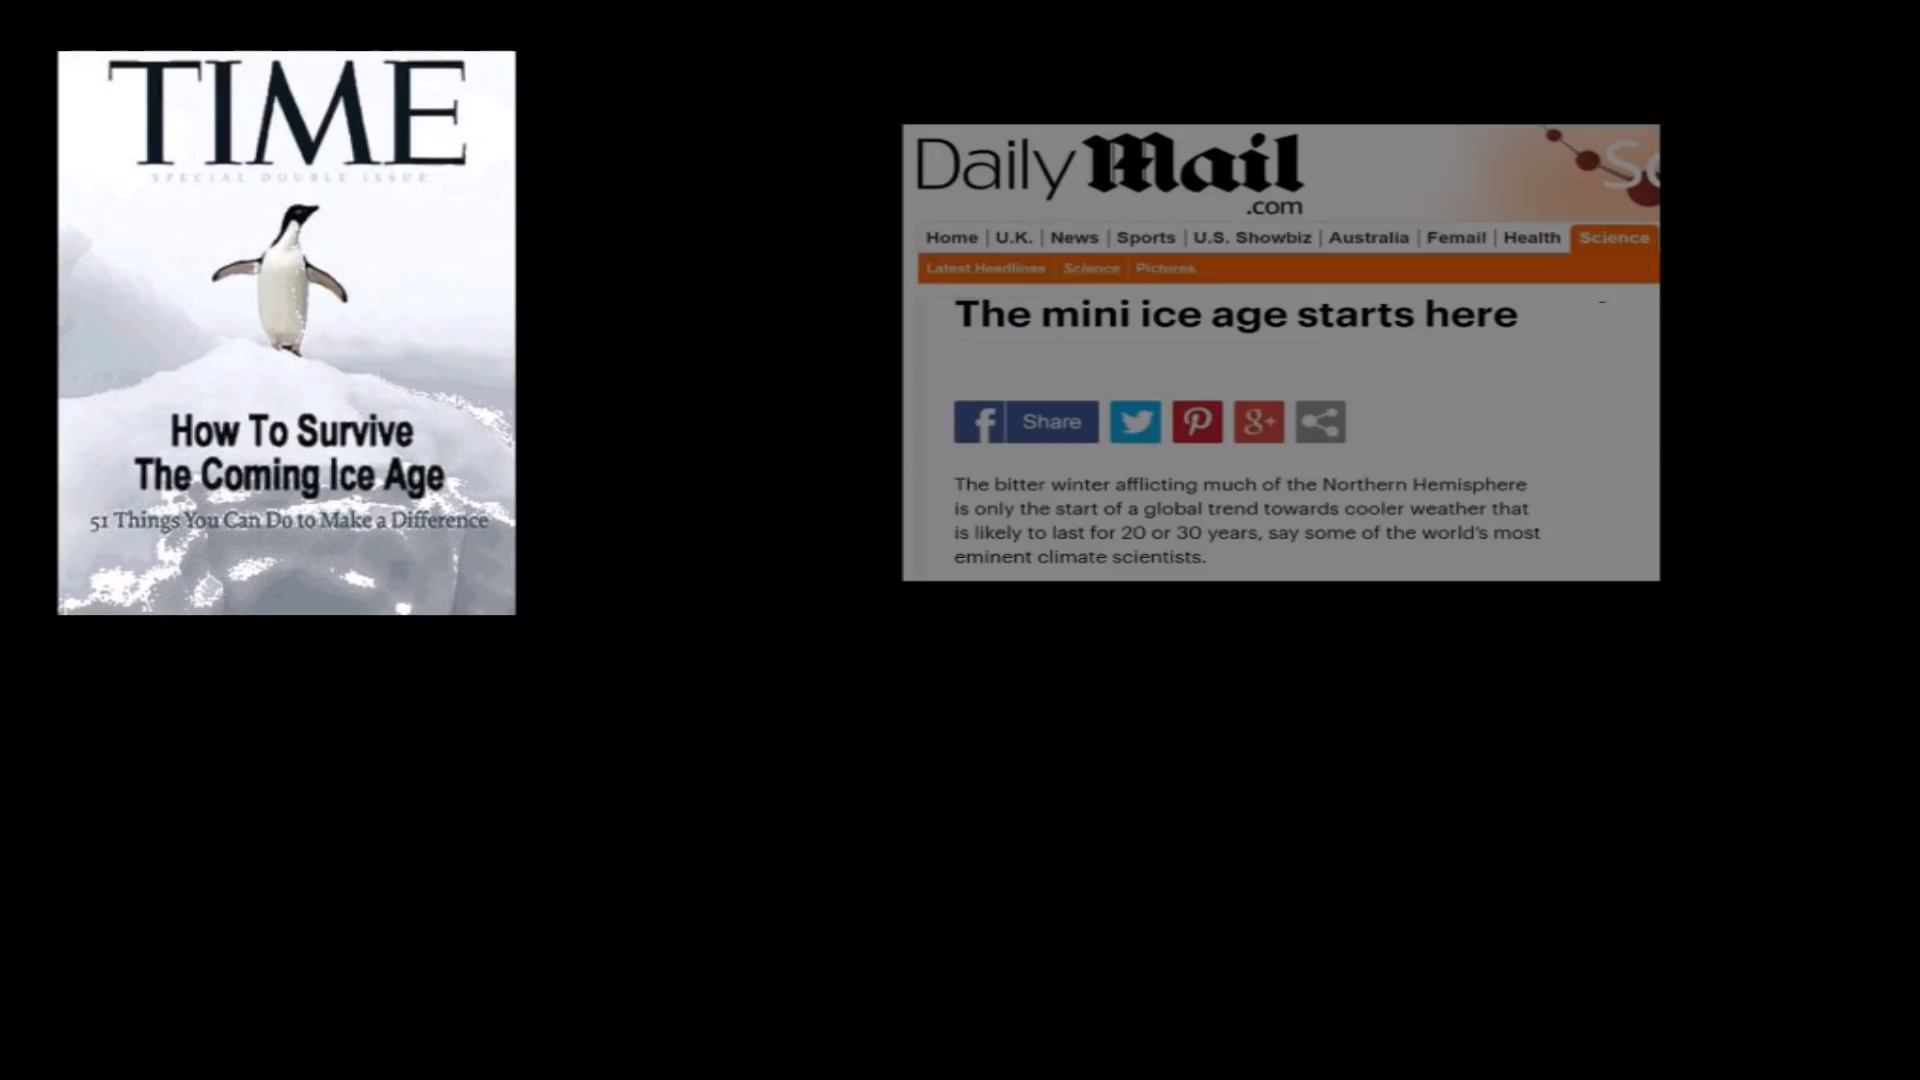 TIME
SPECIAL DOUBLE ISSUE
How To Survive
The Coming Ice Age
51 Things You Can Do to Make a Difference
Daily Mail
.com
Home | U.K. | News | Sports | U.S. Showbiz | Australia | Femail | Health | Science
Latest Headlines | Science | Pictures
The mini ice age starts here
f Share g+
The bitter winter afflicting much of the Northern Hemisphere
is only the start of a global trend towards cooler weather that
is likely to last for 20 or 30 years, say some of the world's most
eminent climate scientists.